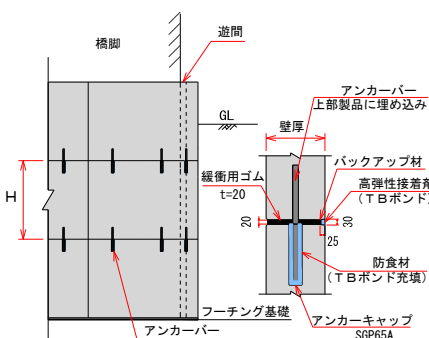 橋脚
遊間
GL
H
アンカーバー
フーチング基礎
アンカーバー
上部製品に埋め込み
壁厚
緩衝用ゴム
t=20
バックアップ材
高弾性接着剤
(TBボンド)
20
30
25
防食材
(TBボンド充填)
アンカーキャップ
SGP65A